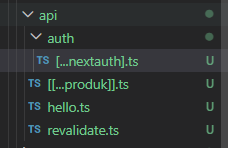 api
auth
TS [...nextauth].ts U
TS [[...produk]].ts U
TS hello.ts U
TS revalidate.ts U